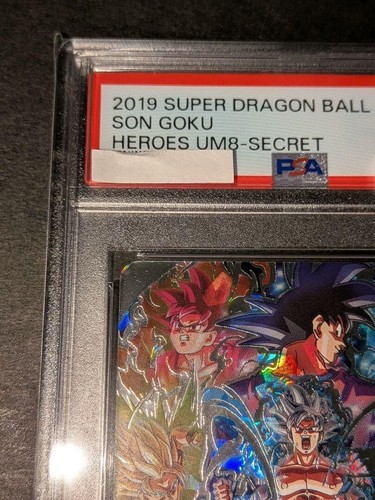 2019 SUPER DRAGON BALL
SON GOKU
HEROES UM8-SECRET
PSA